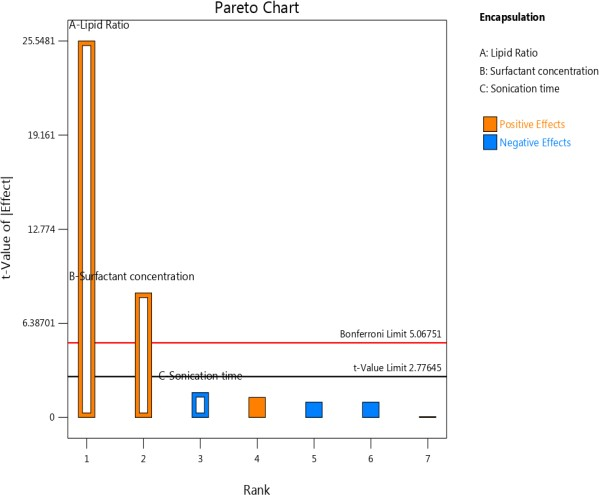 Pareto Chart
Encapsulation
A: Lipid Ratio
B: Surfactant concentration
C: Sonication time
Positive Effects
Negative Effects
t-Value of |Effect|
25.5481
19.161
12.774
6.38701
0
A-Lipid Ratio
B-Surfactant concentration
Bonferroni Limit 5.06751
t-Value Limit 2.77645
C-Sonication time
1 2 3 4 5 6 7
Rank